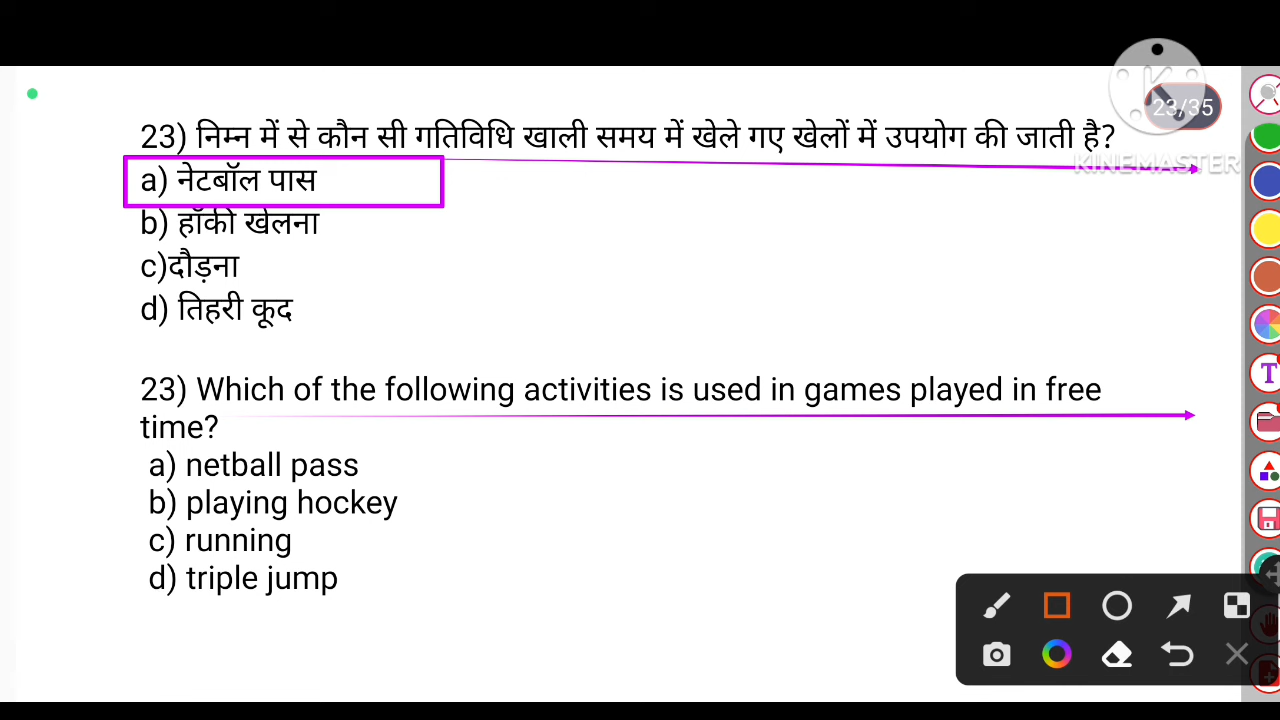 23/35
KINEMASTER
23) निम्न में से कौन सी गतिविधि खाली समय में खेले गए खेलों में उपयोग की जाती है?
a) नेटबॉल पास
b) हॉकी खेलना
c)दौड़ना
d) तिहरी कूद
23) Which of the following activities is used in games played in free
time?
a) netball pass
b) playing hockey
c) running
d) triple jump
T